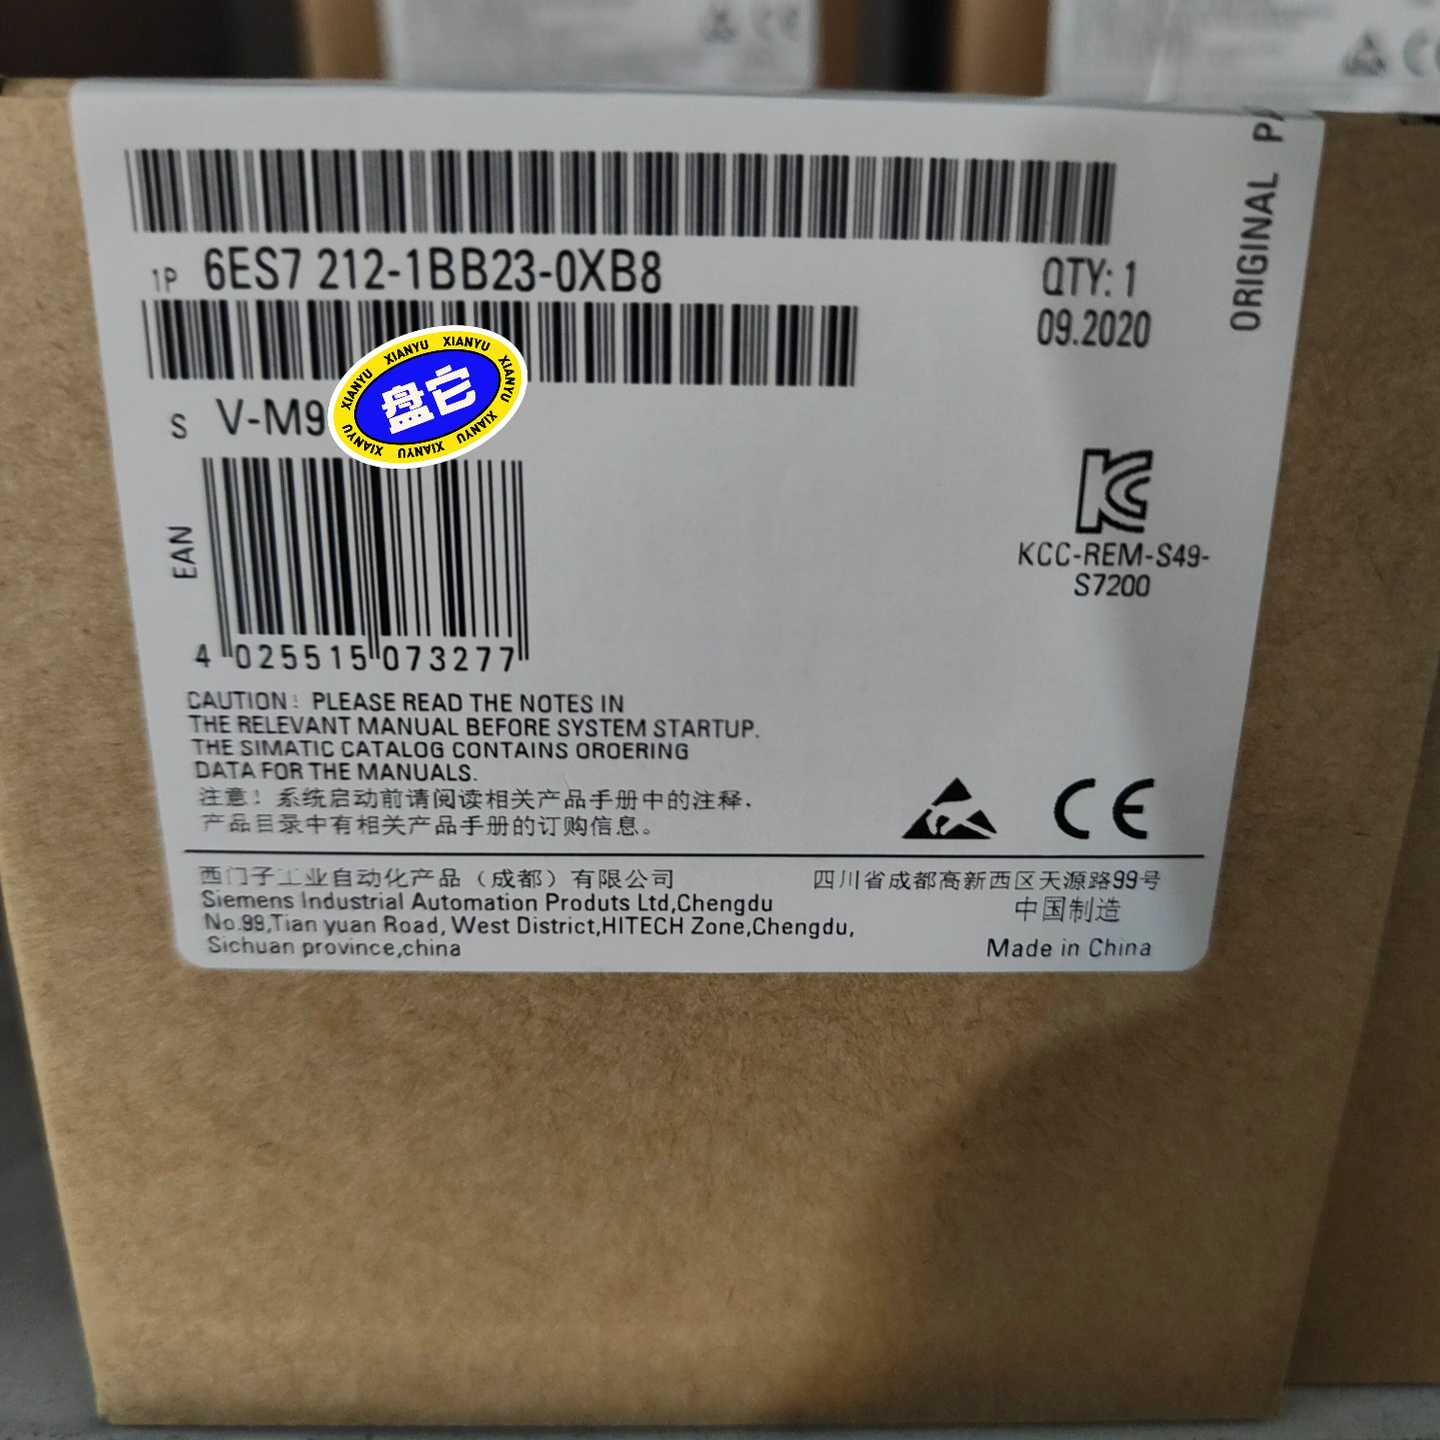 1P 6ES7 212-1BB23-0XB8
QTY: 1
09.2020
ORIGINAL
S V-M9
XIANYU XIANYU XIANYU XIANYU XIANYU XIANYU XIANYU XIANYU
盘它
KCC-REM-S49-
S7200
EAN
4 025515 073277
CAUTION: PLEASE READ THE NOTES IN
THE RELEVANT MANUAL BEFORE SYSTEM STARTUP.
THE SIMATIC CATALOG CONTAINS OROERING
DATA FOR THE MANUALS.
注意！系统启动前请阅读相关产品手册中的注释.
产品目录中有相关产品手册的订购信息。
CE
西门子工业自动化产品（成都）有限公司
四川省成都高新西区天源路99号
Siemens Industrial Automation Produts Ltd,Chengdu
中国制造
No.99,Tian yuan Road, West District,HITECH Zone,Chengdu,
Sichuan province,china
Made in China